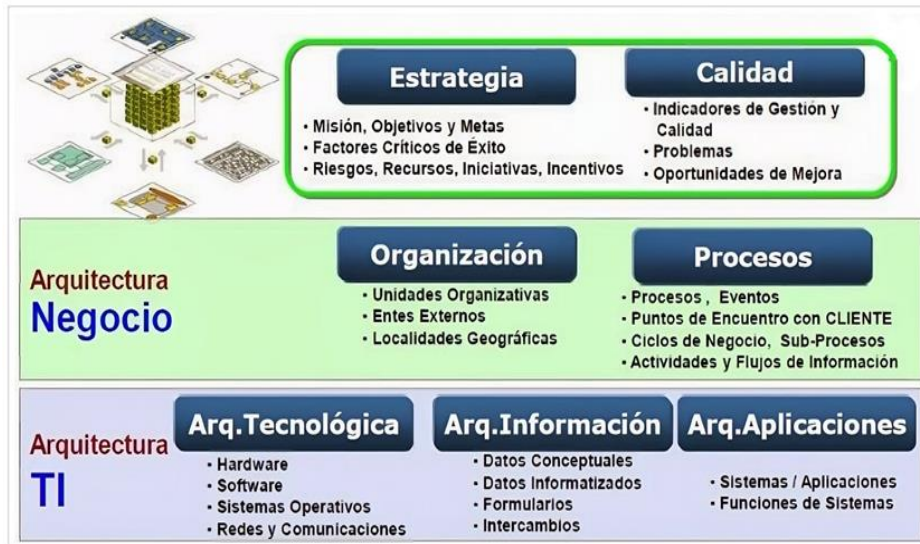 Estrategia
• Misión, Objetivos y Metas
• Factores Críticos de Éxito
• Riesgos, Recursos, Iniciativas, Incentivos
Calidad
• Indicadores de Gestión y
Calidad
• Problemas
• Oportunidades de Mejora
Arquitectura
Negocio
Organización
• Unidades Organizativas
• Entes Externos
• Localidades Geográficas
Procesos
• Procesos , Eventos
• Puntos de Encuentro con CLIENTE
• Ciclos de Negocio, Sub-Procesos
• Actividades y Flujos de Información
Arquitectura
TI
Arq.Tecnológica
• Hardware
• Software
• Sistemas Operativos
• Redes y Comunicaciones
Arq.Información
• Datos Conceptuales
• Datos Informatizados
• Formularios
• Intercambios
Arq.Aplicaciones
• Sistemas / Aplicaciones
• Funciones de Sistemas